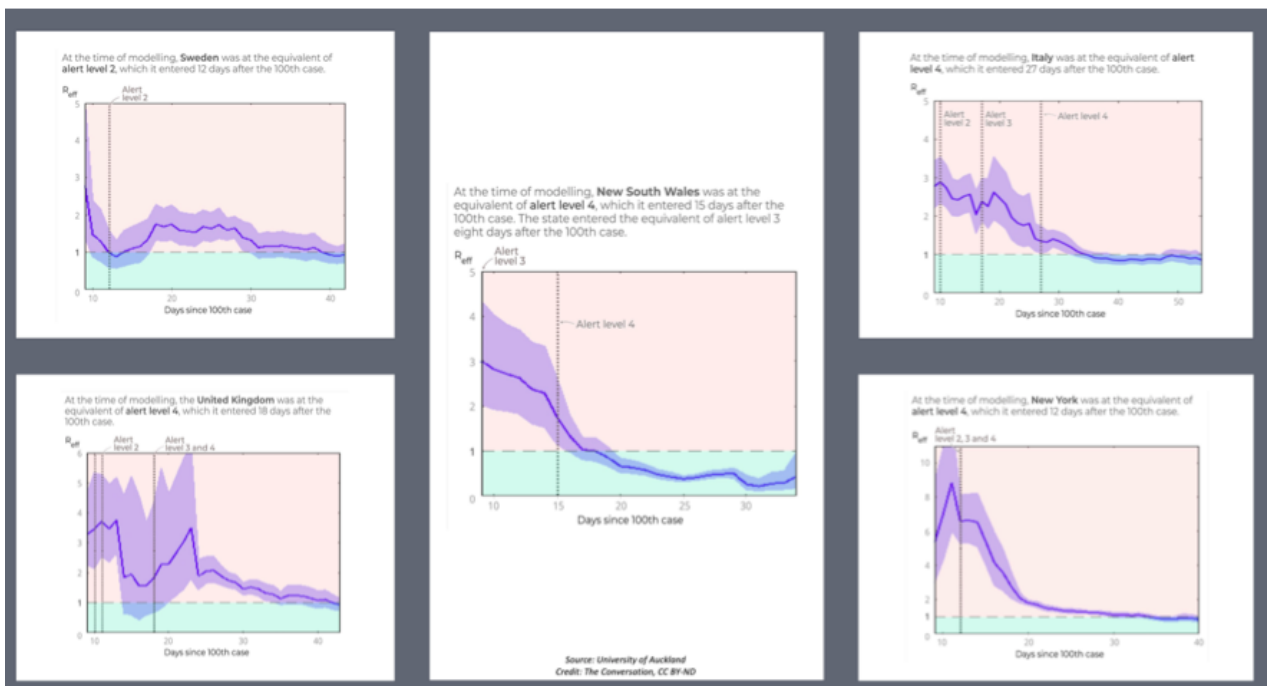 At the time of modelling, Sweden was at the equivalent of
alert level 2, which it entered 12 days after the 100th case.
Reff
Alert
level 2
5
4
3
2
1
0
10
20
30
40
Days since 100th case
At the time of modelling, the United Kingdom was at the
equivalent of alert level 4, which it entered 18 days after the
100th case.
Reff
Alert
level 2
Alert
level 3 and 4
6
5
4
3
2
1
0
10
20
30
40
Days since 100th case
At the time of modelling, New South Wales was at the
equivalent of alert level 4, which it entered 15 days after the
100th case. The state entered the equivalent of alert level 3
eight days after the 100th case.
Reff
Alert
level 3
Alert level 4
5
4
3
2
1
0
10
15
20
25
30
Days since 100th case
Source: University of Auckland
Credit: The Conversation, CC BY-ND
At the time of modelling, Italy was at the equivalent of alert
level 4, which it entered 27 days after the 100th case.
Reff
Alert
level 2
Alert
level 3
Alert level 4
5
4
3
2
1
0
10
20
30
40
50
Days since 100th case
At the time of modelling, New York was at the equivalent of
alert level 4, which it entered 12 days after the 100th case.
Reff
Alert
level 2, 3 and 4
10
8
6
4
2
1
0
10
20
30
40
Days since 100th case